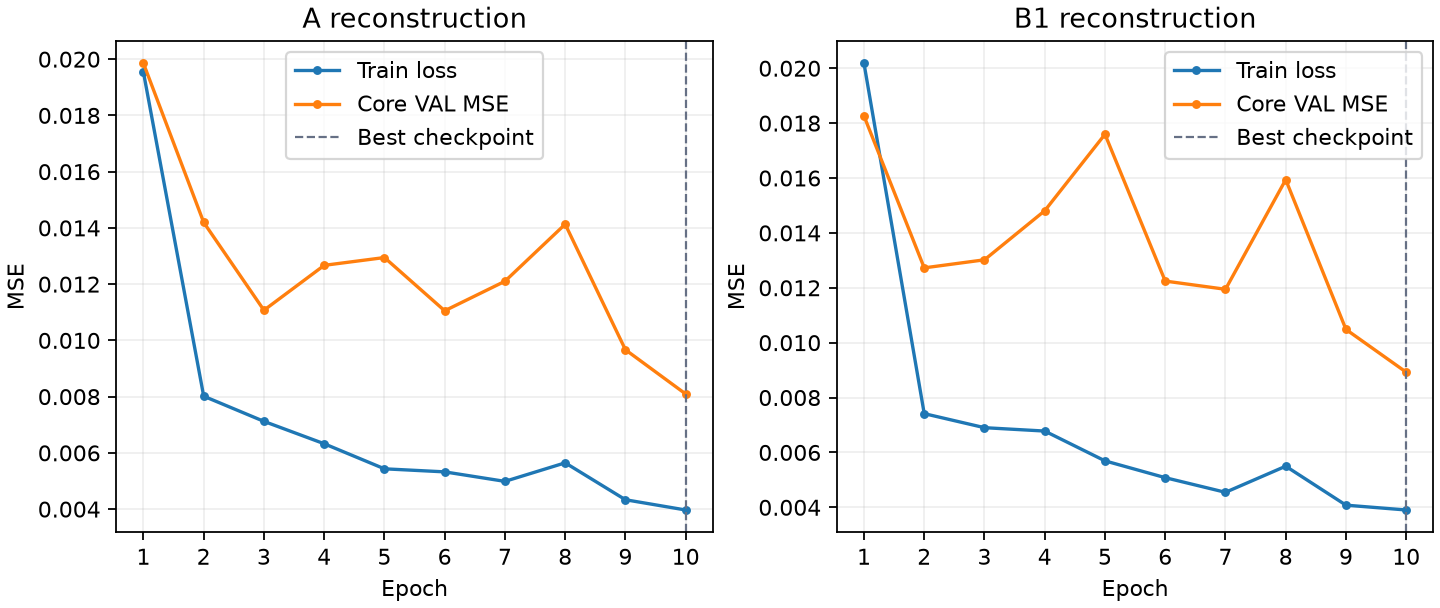 A reconstruction
MSE
0.020
0.018
0.016
0.014
0.012
0.010
0.008
0.006
0.004
Train loss
Core VAL MSE
Best checkpoint
1 2 3 4 5 6 7 8 9 10
Epoch
B1 reconstruction
MSE
0.020
0.018
0.016
0.014
0.012
0.010
0.008
0.006
0.004
Train loss
Core VAL MSE
Best checkpoint
1 2 3 4 5 6 7 8 9 10
Epoch